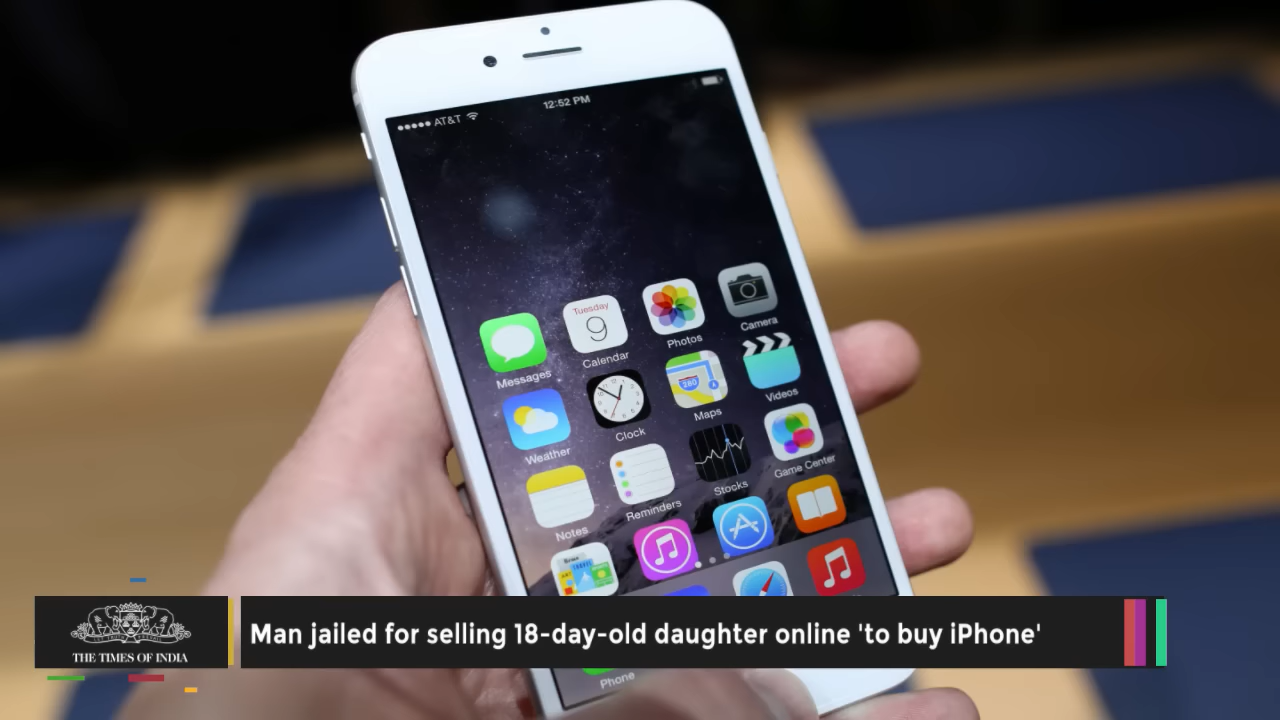 12:52 PM
AT&T
Tuesday
9
Messages
Calendar
Photos
Camera
Weather
Clock
280
Maps
Videos
Notes
Reminders
Stocks
Game Center
THE TIMES OF INDIA
Man jailed for selling 18-day-old daughter online 'to buy iPhone'
Phone